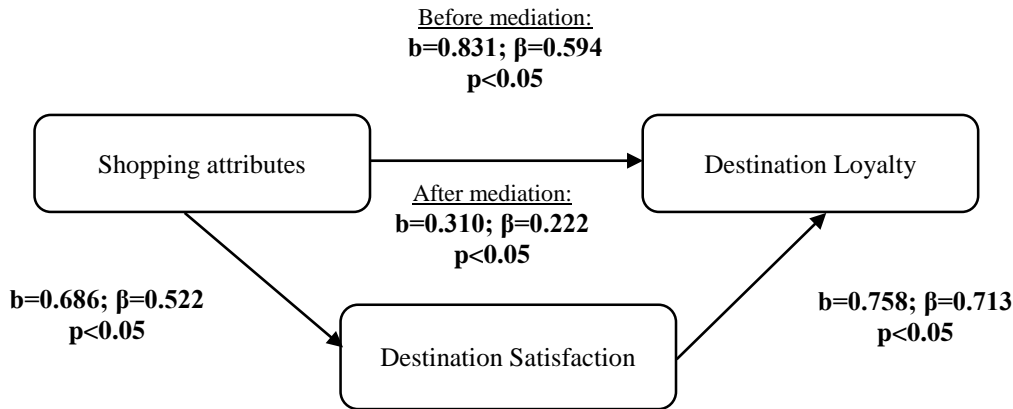 Before mediation:
b=0.831; β=0.594
p<0.05
Shopping attributes
Destination Loyalty
After mediation:
b=0.310; β=0.222
p<0.05
b=0.686; β=0.522
p<0.05
b=0.758; β=0.713
p<0.05
Destination Satisfaction